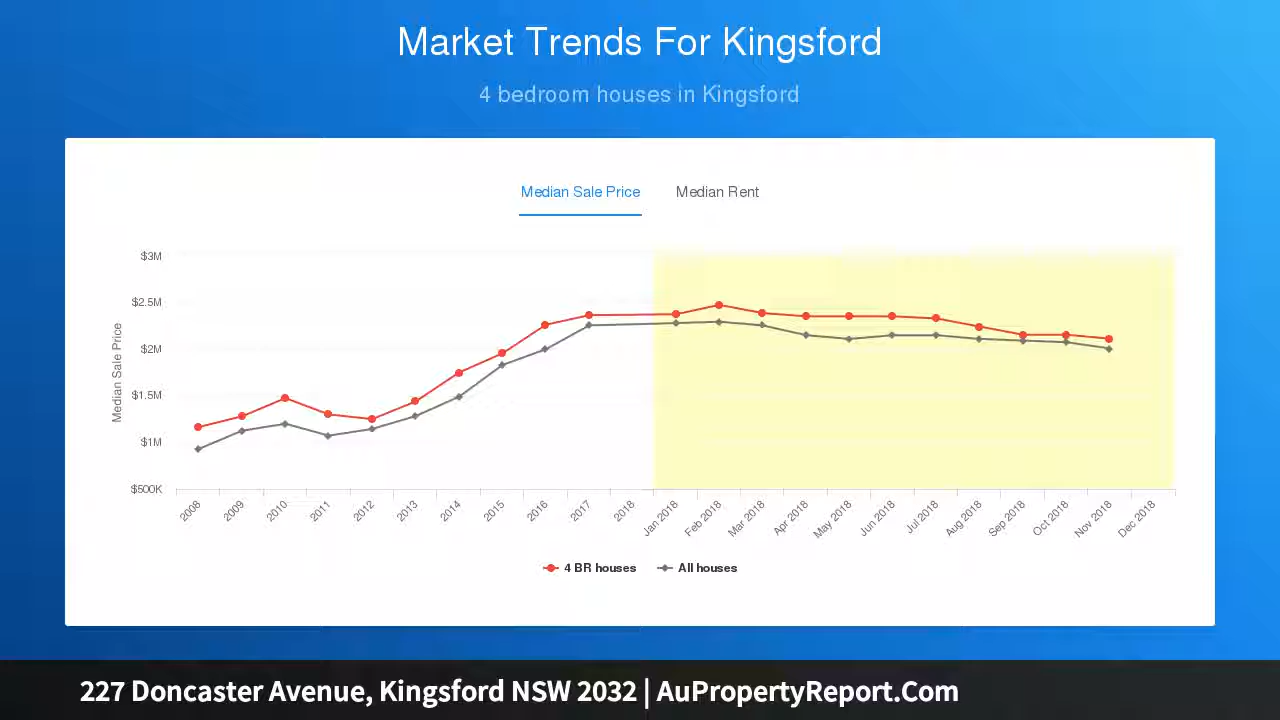 Market Trends For Kingsford
4 bedroom houses in Kingsford
Median Sale Price Median Rent
$3M
$2.5M
$2M
$1.5M
$1M
$500K
Median Sale Price
2008 2009 2010 2011 2012 2013 2014 2015 2016 2017 2018 Jan 2018 Feb 2018 Mar 2018 Apr 2018 May 2018 Jun 2018 Jul 2018 Aug 2018 Sep 2018 Oct 2018 Nov 2018 Dec 2018
4 BR houses All houses
227 Doncaster Avenue, Kingsford NSW 2032 | AuPropertyReport.Com